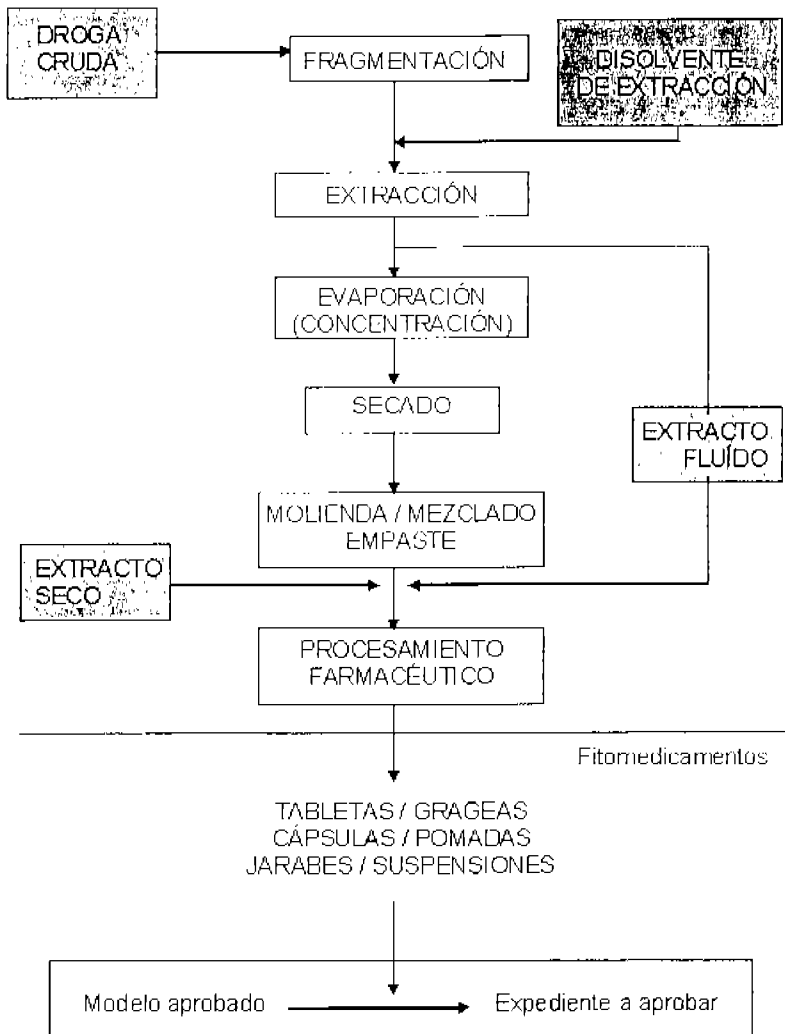 DROGA
CRUDA
FRAGMENTACIÓN
DISOLVENTE
DE EXTRACCIÓN
EXTRACCIÓN
EVAPORACIÓN
(CONCENTRACIÓN)
SECADO
EXTRACTO
FLUÍDO
MOLIENDA / MEZCLADO
EMPASTE
EXTRACTO
SECO
PROCESAMIENTO
FARMACÉUTICO
Fitomedicamentos
TABLETAS / GRAGEAS
CÁPSULAS / POMADAS
JARABES / SUSPENSIONES
Modelo aprobado
Expediente a aprobar